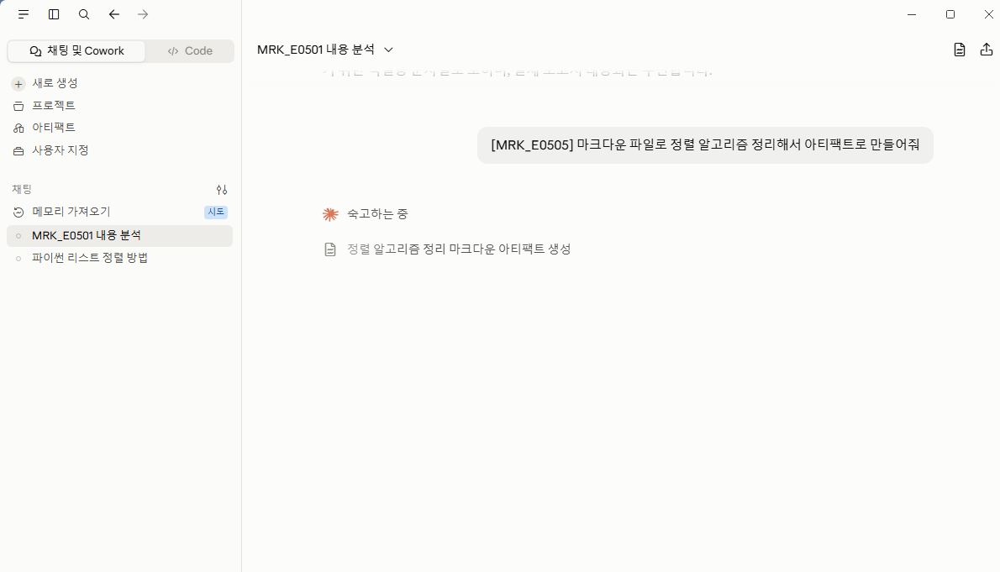 채팅 및 Cowork
Code
새로 생성
프로젝트
아티팩트
사용자 지정
채팅
메모리 가져오기
시도
MRK_E0501 내용 분석
파이썬 리스트 정렬 방법
MRK_E0501 내용 분석
[MRK_E0505] 마크다운 파일로 정렬 알고리즘 정리해서 아티팩트로 만들어줘
숙고하는 중
정렬 알고리즘 정리 마크다운 아티팩트 생성